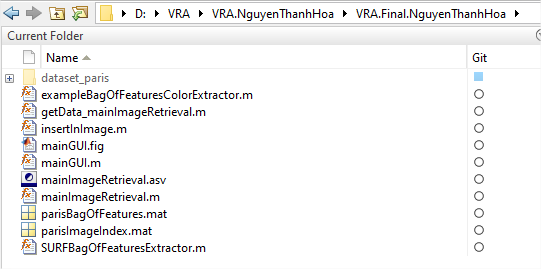 D: ▸ VRA ▸ VRA.NguyenThanhHoa ▸ VRA.Final.NguyenThanhHoa ▸
Current Folder
Name Git
dataset_paris
exampleBagOfFeaturesColorExtractor.m
getData_mainImageRetrieval.m
insertInImage.m
mainGUI.fig
mainGUI.m
mainImageRetrieval.asv
mainImageRetrieval.m
parisBagOfFeatures.mat
parisImageIndex.mat
SURFBagOfFeaturesExtractor.m